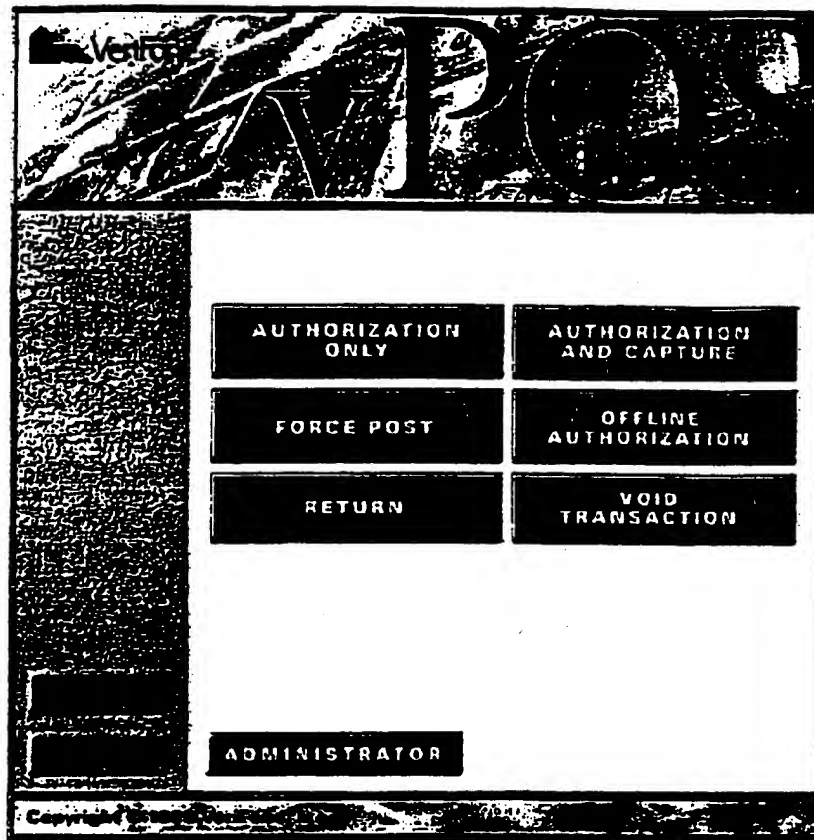 VeriFone
vPOS
AUTHORIZATION
ONLY
AUTHORIZATION
AND CAPTURE
FORCE POST
OFFLINE
AUTHORIZATION
RETURN
VOID
TRANSACTION
ADMINISTRATOR
Copyright